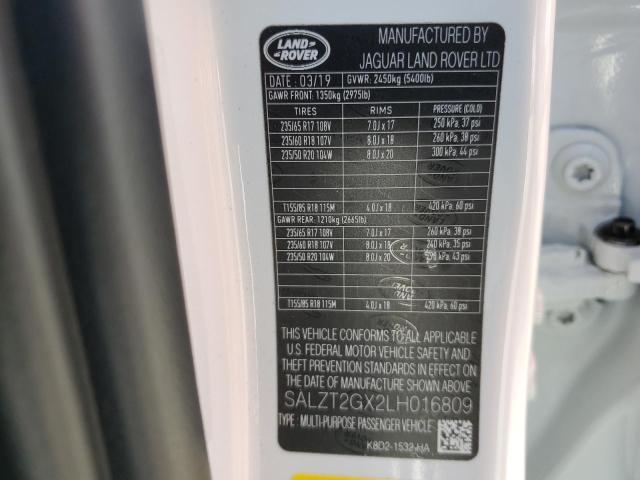 LAND ROVER
MANUFACTURED BY
JAGUAR LAND ROVER LTD
DATE: 03/19 GVWR: 2450kg (5400lb)
GAWR FRONT: 1350kg (2975lb)
TIRES RIMS PRESSURE (COLD)
235/65 R17 108V 7.0J x 17 250 kPa, 37 psi
235/60 R18 107V 8.0J x 18 260 kPa, 38 psi
235/50 R20 104W 8.0J x 20 300 kPa, 44 psi
T155/85 R18 115M 4.0J x 18 420 kPa, 60 psi
GAWR REAR: 1210kg (2665lb)
235/65 R17 108V 7.0J x 17 260 kPa, 38 psi
235/60 R18 107V 8.0J x 18 240 kPa, 35 psi
235/50 R20 104W 8.0J x 20 kPa, 43 psi
T155/85 R18 115M 4.0J x 18 420 kPa, 60 psi
THIS VEHICLE CONFORMS TO ALL APPLICABLE
U.S. FEDERAL MOTOR VEHICLE SAFETY AND
THEFT PREVENTION STANDARDS IN EFFECT ON
THE DATE OF MANUFACTURE SHOWN ABOVE.
SALZT2GX2LH016809
TYPE: MULTI-PURPOSE PASSENGER VEHICLE
K8D2-1532-HA